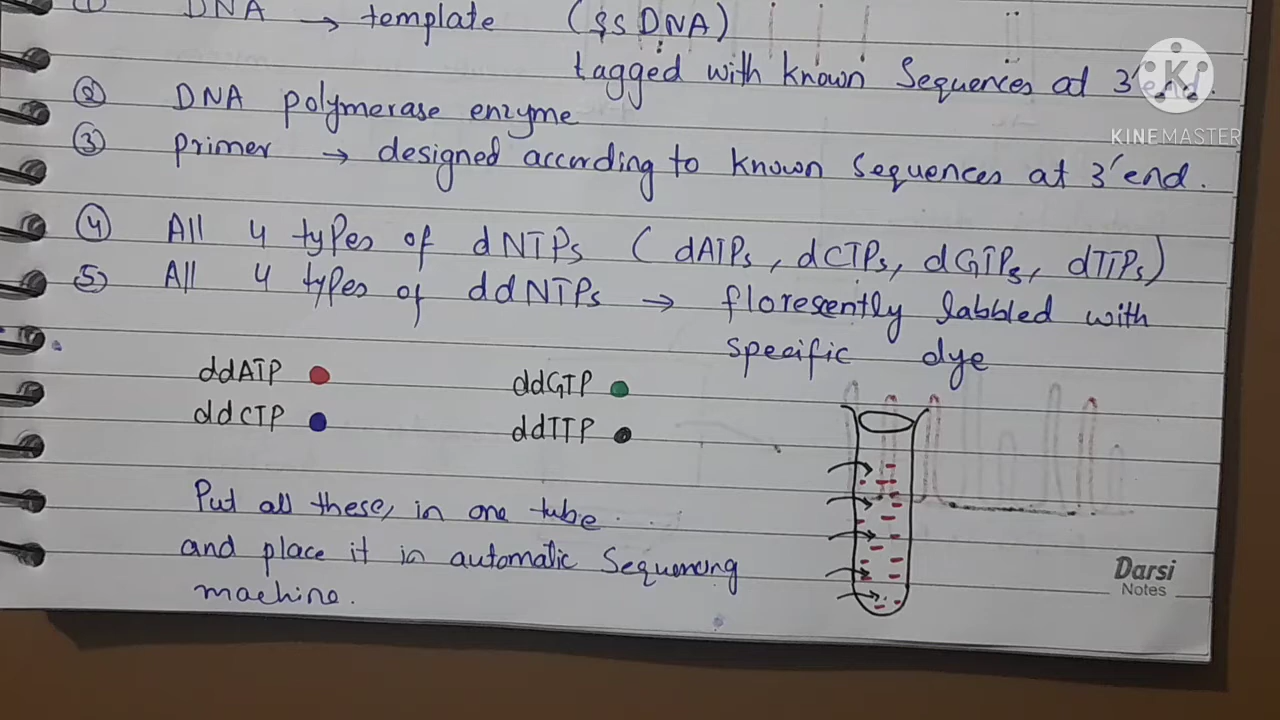 ① DNA → template (ssDNA)
tagged with known Sequences at 3' end.
② DNA polymerase enzyme
③ primer → designed according to known Sequences at 3' end.
④ All 4 types of dNTPs (dATPs, dCTPs, dGTPs, dTTPs)
⑤ All 4 types of ddNTPs → florescently labbled with
specific dye
ddATP ddGTP
ddCTP ddTTP
Put all these, in one tube.
and place it in automatic Sequencing
machine.
K
KINEMASTER
Darsi
Notes